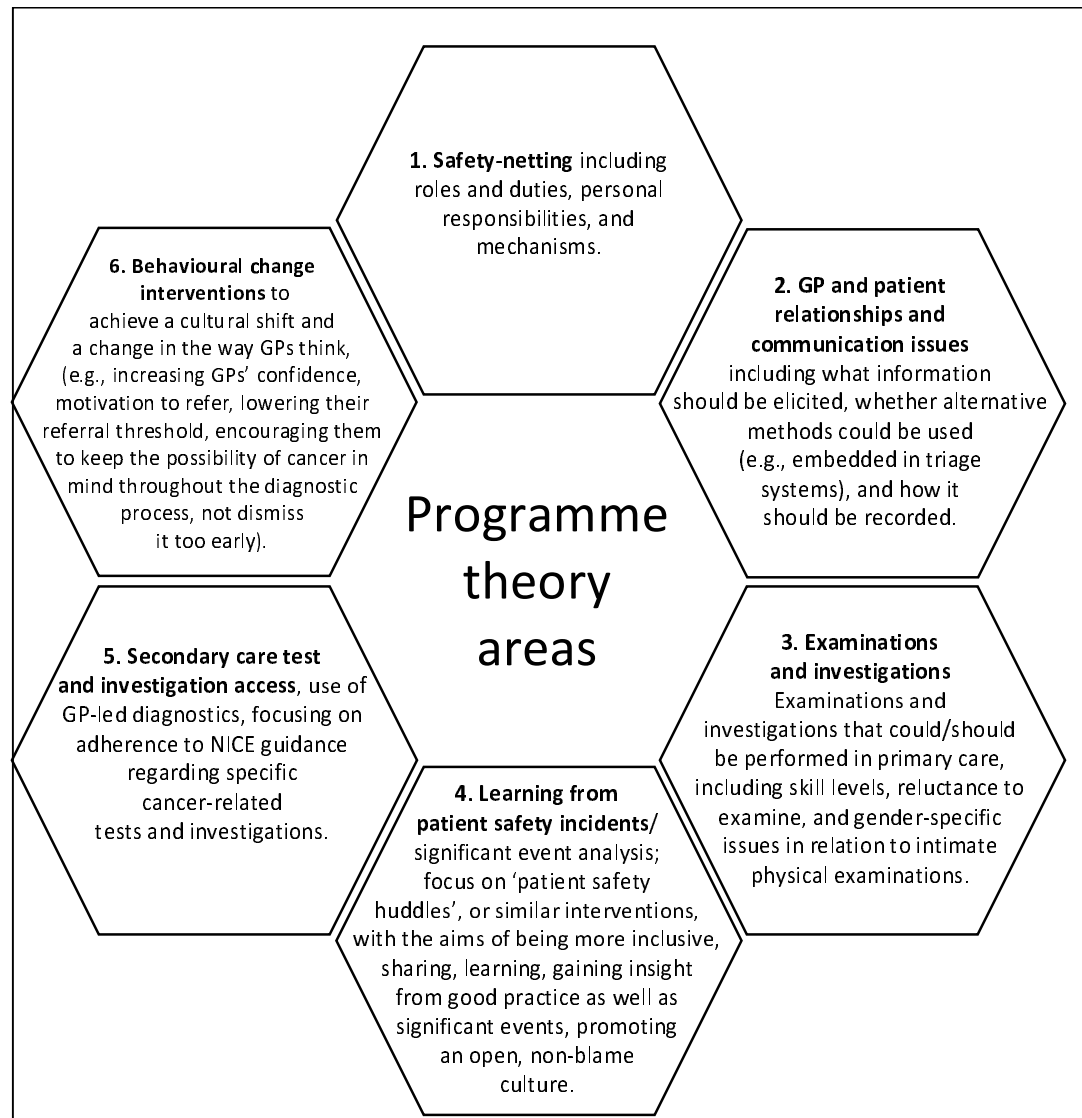 1. Safety-netting including
roles and duties, personal
responsibilities, and
mechanisms.
2. GP and patient
relationships and
communication issues
including what information
should be elicited, whether alternative
methods could be used
(e.g., embedded in triage
systems), and how it
should be recorded.
3. Examinations
and investigations
Examinations and
investigations that could/should
be performed in primary care,
including skill levels, reluctance to
examine, and gender-specific
issues in relation to intimate
physical examinations.
4. Learning from
patient safety incidents/
significant event analysis;
focus on ‘patient safety
huddles’, or similar interventions,
with the aims of being more inclusive,
sharing, learning, gaining insight
from good practice as well as
significant events, promoting
an open, non-blame
culture.
5. Secondary care test
and investigation access, use of
GP-led diagnostics, focusing on
adherence to NICE guidance
regarding specific
cancer-related
tests and investigations.
6. Behavioural change
interventions to
achieve a cultural shift and
a change in the way GPs think,
(e.g., increasing GPs’ confidence,
motivation to refer, lowering their
referral threshold, encouraging them
to keep the possibility of cancer in
mind throughout the diagnostic
process, not dismiss
it too early).
Programme
theory
areas